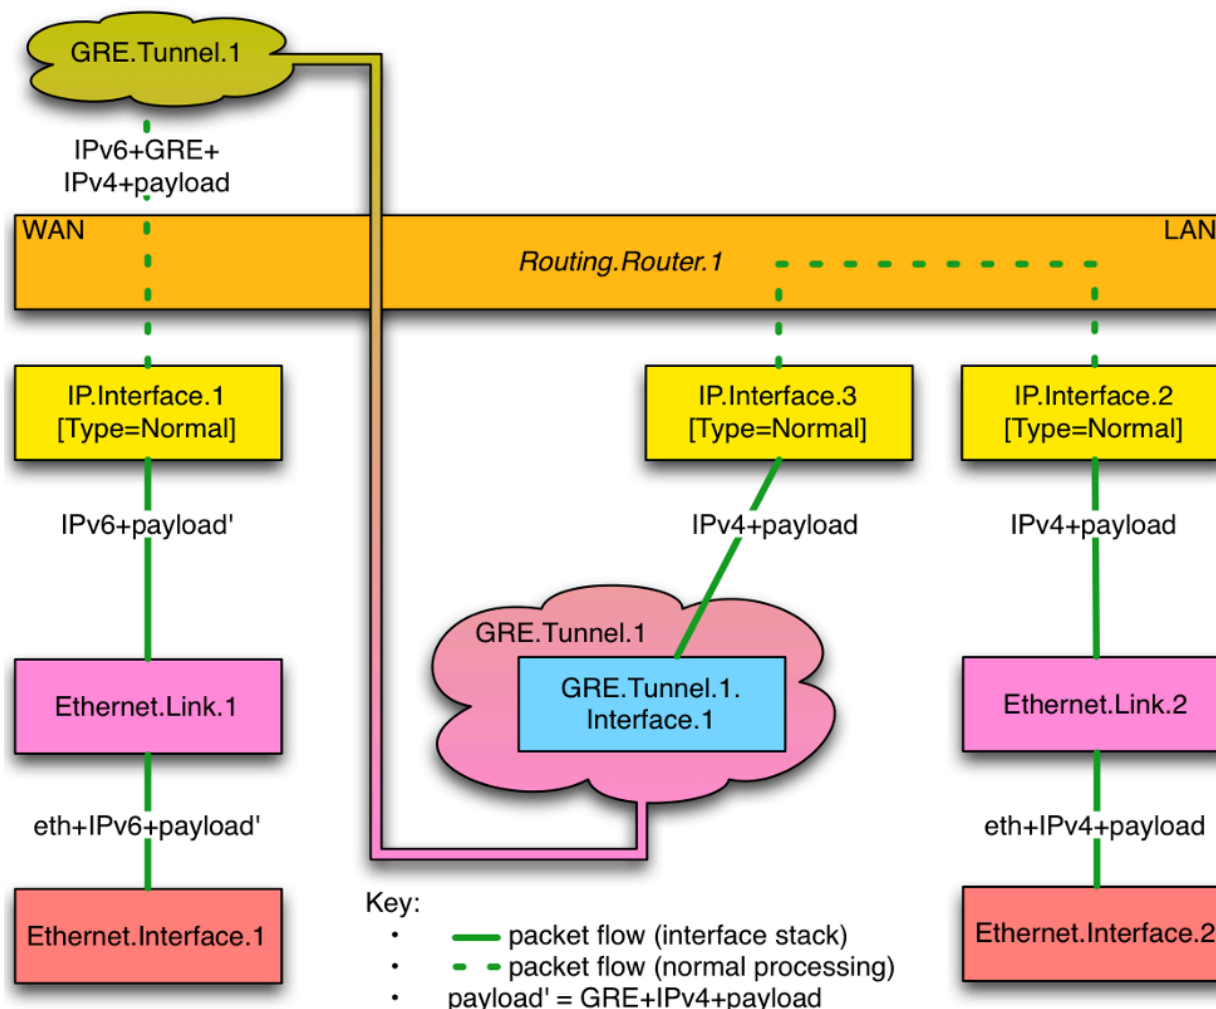 GRE.Tunnel.1
IPv6+GRE+
IPv4+payload
WAN
LAN
Routing.Router.1
IP.Interface.1
[Type=Normal]
IP.Interface.3
[Type=Normal]
IP.Interface.2
[Type=Normal]
IPv6+payload'
IPv4+payload
IPv4+payload
GRE.Tunnel.1
Ethernet.Link.1
GRE.Tunnel.1.
Interface.1
Ethernet.Link.2
eth+IPv6+payload'
eth+IPv4+payload
Ethernet.Interface.1
Ethernet.Interface.2
Key:
• packet flow (interface stack)
• packet flow (normal processing)
• payload' = GRE+IPv4+payload